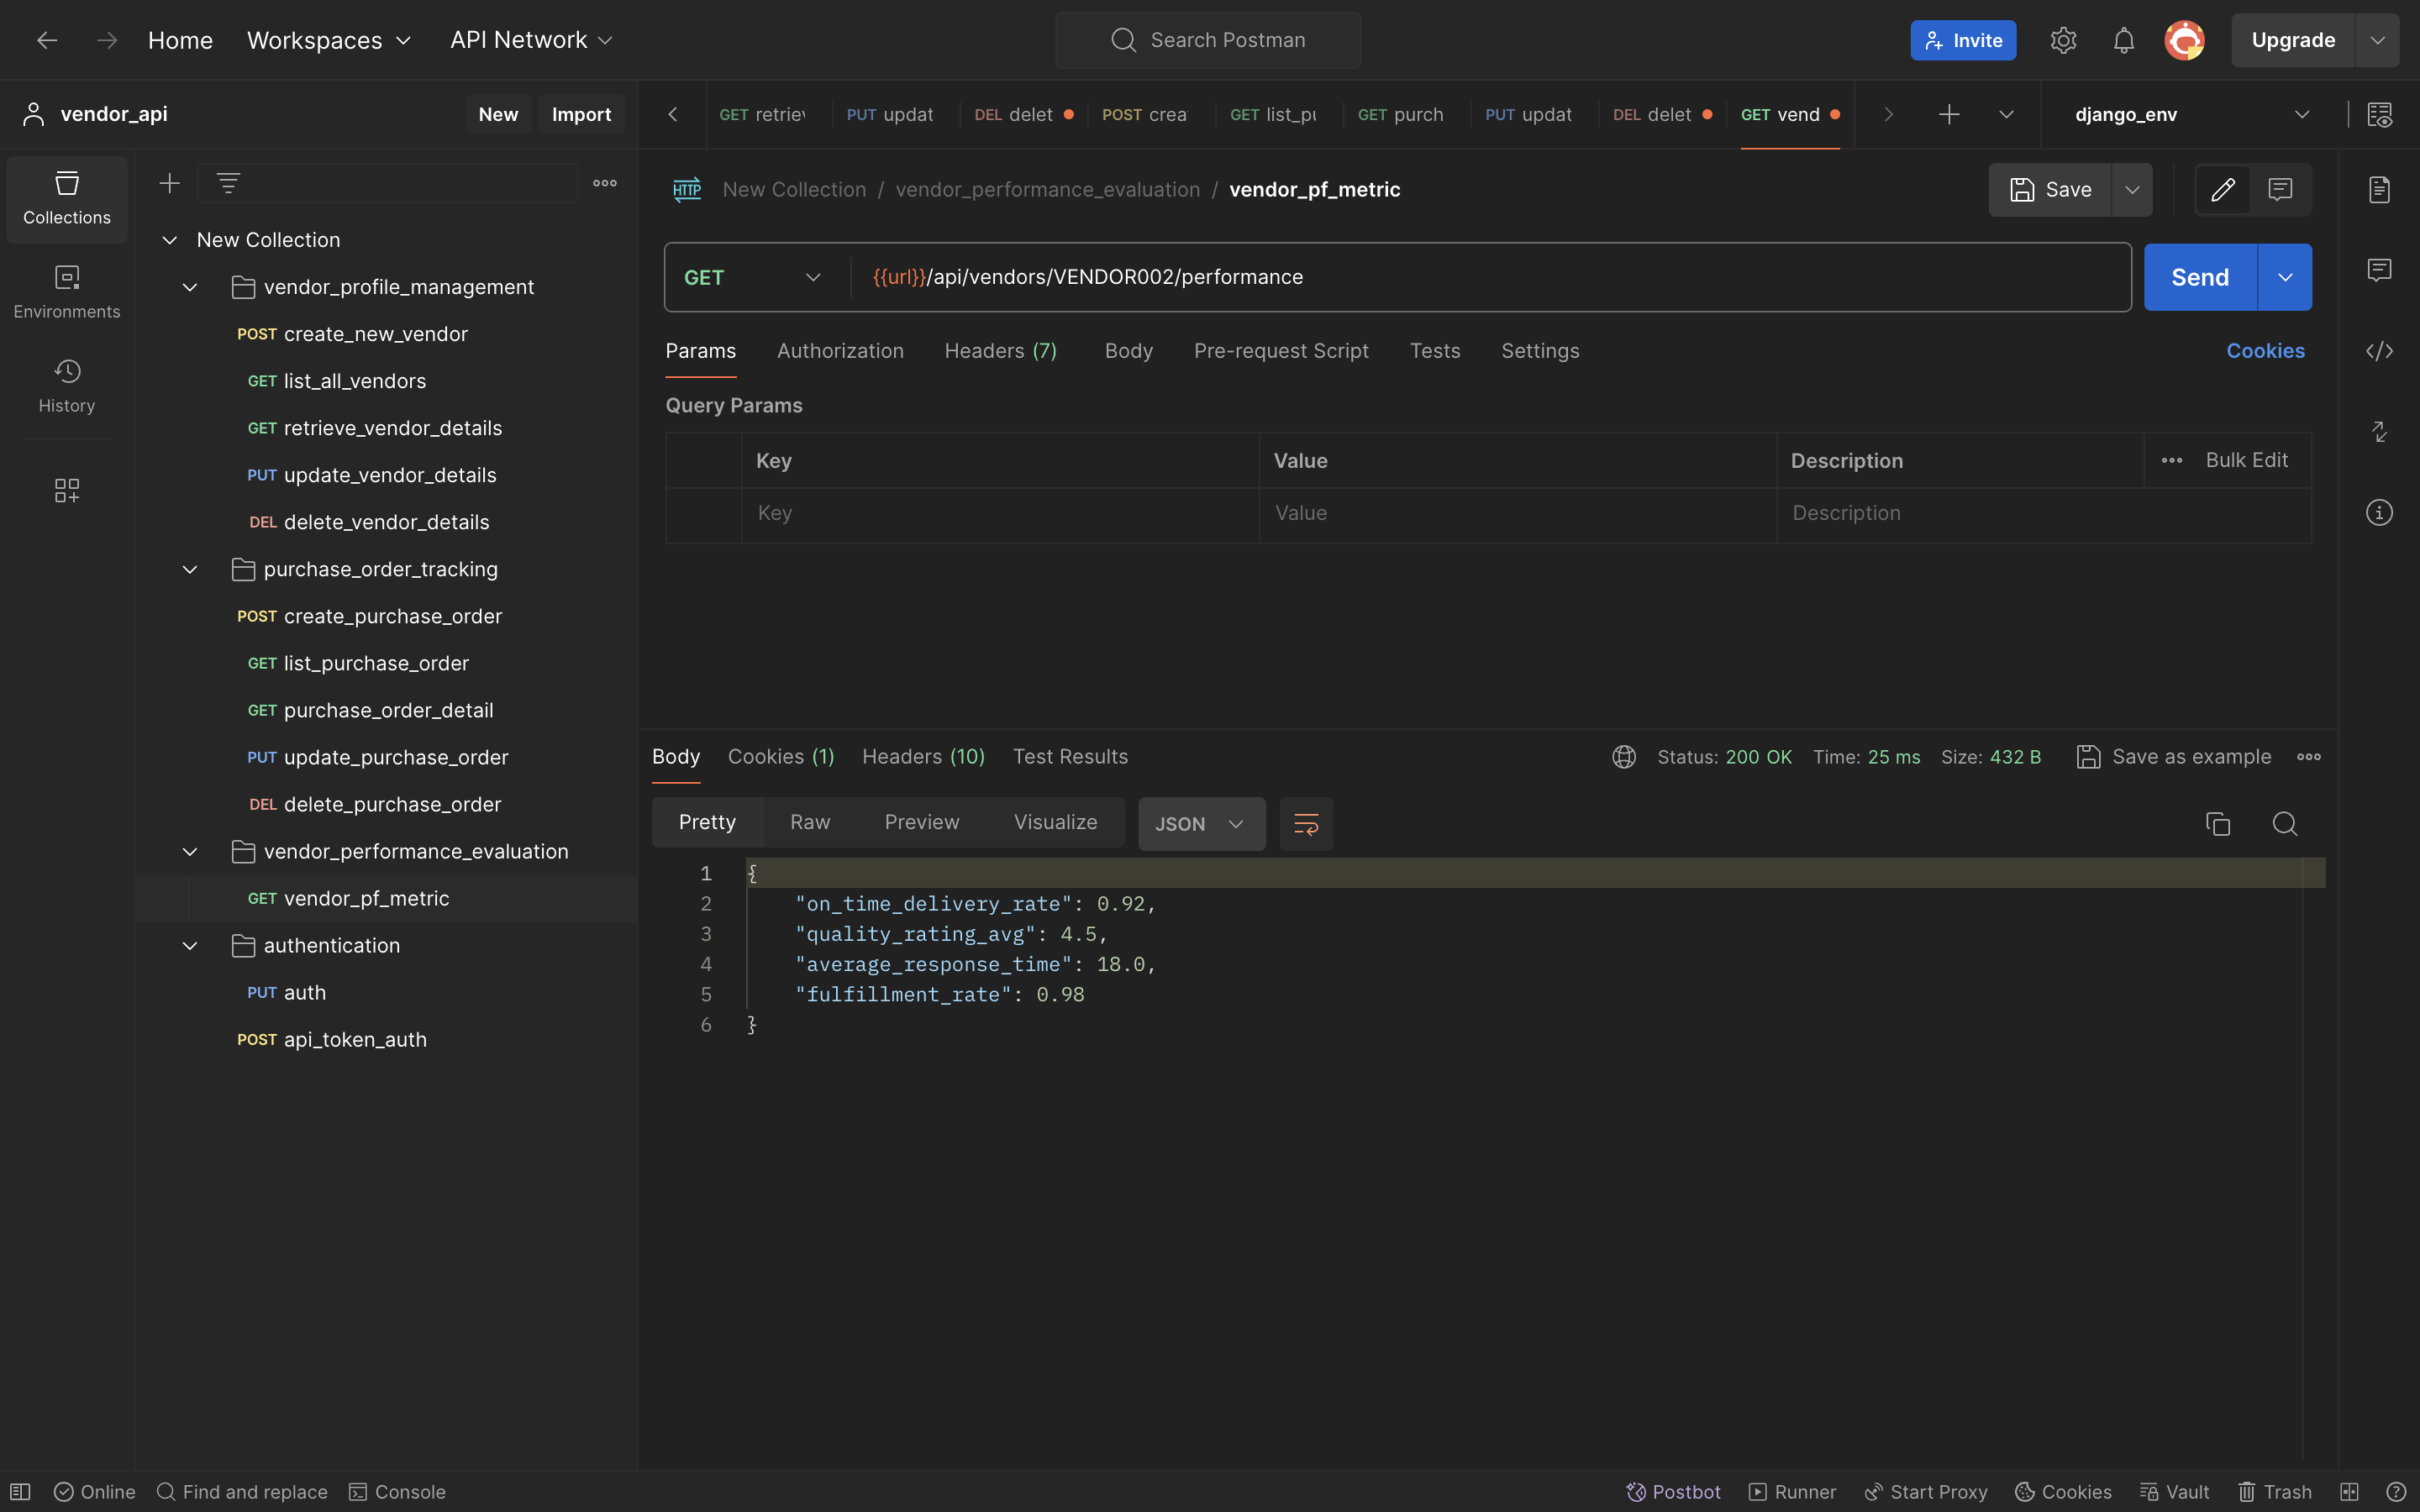 Home Workspaces API Network Search Postman Invite Upgrade
vendor_api New Import
GET retriev PUT updat DEL delet POST crea GET list_pu GET purch PUT updat DEL delet GET vend django_env
Collections
Environments
History
New Collection
vendor_profile_management
POST create_new_vendor
GET list_all_vendors
GET retrieve_vendor_details
PUT update_vendor_details
DEL delete_vendor_details
purchase_order_tracking
POST create_purchase_order
GET list_purchase_order
GET purchase_order_detail
PUT update_purchase_order
DEL delete_purchase_order
vendor_performance_evaluation
GET vendor_pf_metric
authentication
PUT auth
POST api_token_auth
HTTP New Collection / vendor_performance_evaluation / vendor_pf_metric Save
GET {{url}}/api/vendors/VENDOR002/performance Send
Params Authorization Headers (7) Body Pre-request Script Tests Settings Cookies
Query Params
Key Value Description Bulk Edit
Key Value Description
Body Cookies (1) Headers (10) Test Results Status: 200 OK Time: 25 ms Size: 432 B Save as example
Pretty Raw Preview Visualize JSON
1 {
2 "on_time_delivery_rate": 0.92,
3 "quality_rating_avg": 4.5,
4 "average_response_time": 18.0,
5 "fulfillment_rate": 0.98
6 }
Online Find and replace Console Postbot Runner Start Proxy Cookies Vault Trash